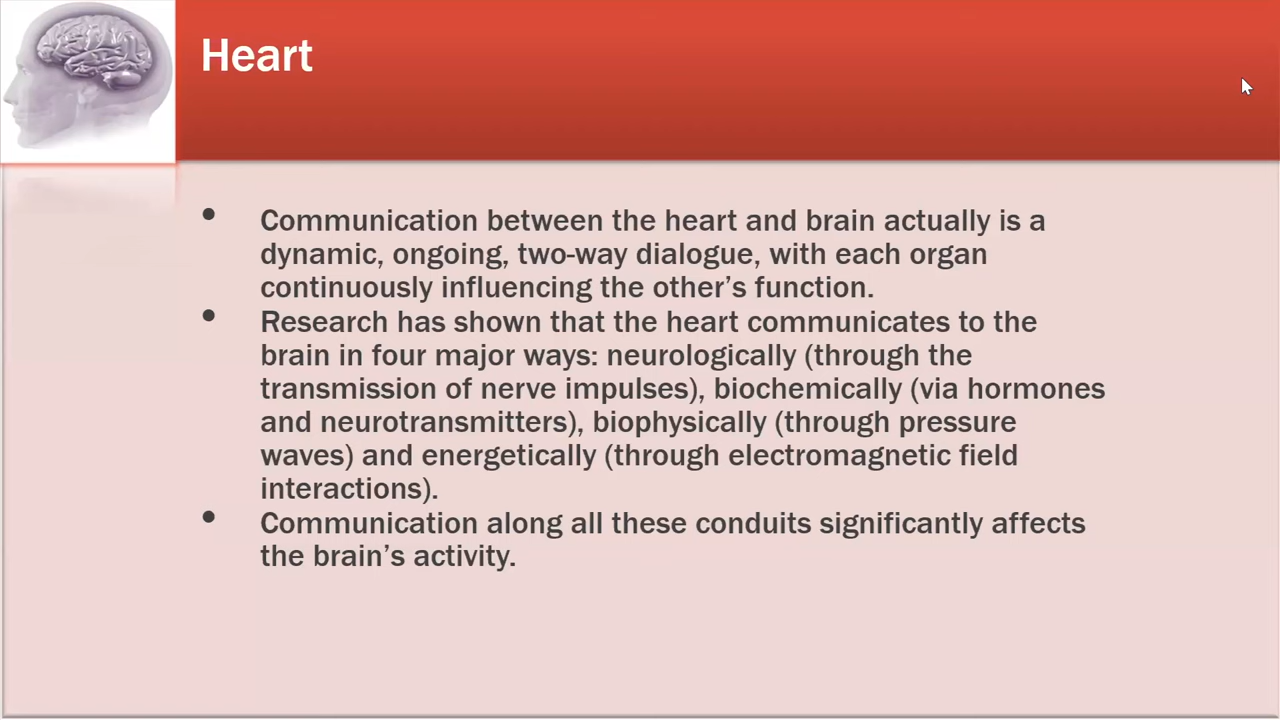 Heart
• Communication between the heart and brain actually is a
dynamic, ongoing, two-way dialogue, with each organ
continuously influencing the other’s function.
• Research has shown that the heart communicates to the
brain in four major ways: neurologically (through the
transmission of nerve impulses), biochemically (via hormones
and neurotransmitters), biophysically (through pressure
waves) and energetically (through electromagnetic field
interactions).
• Communication along all these conduits significantly affects
the brain’s activity.